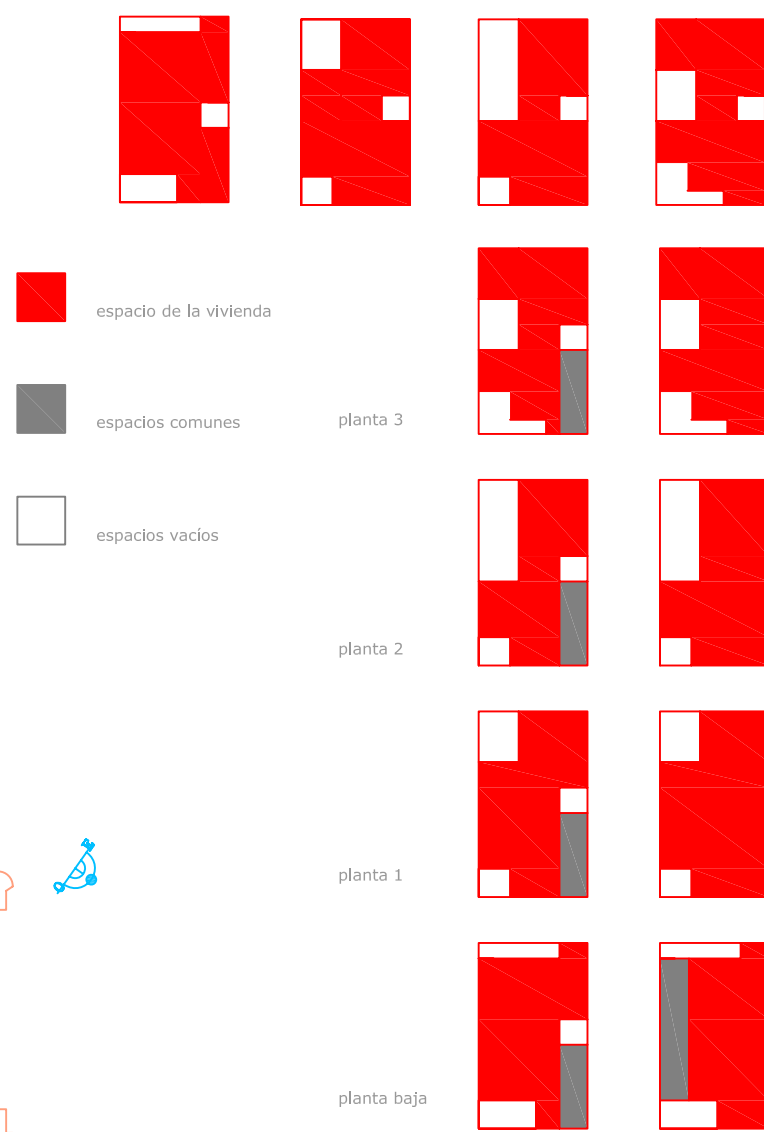 espacio de la vivienda
espacios comunes
planta 3
espacios vacíos
planta 2
planta 1
planta baja